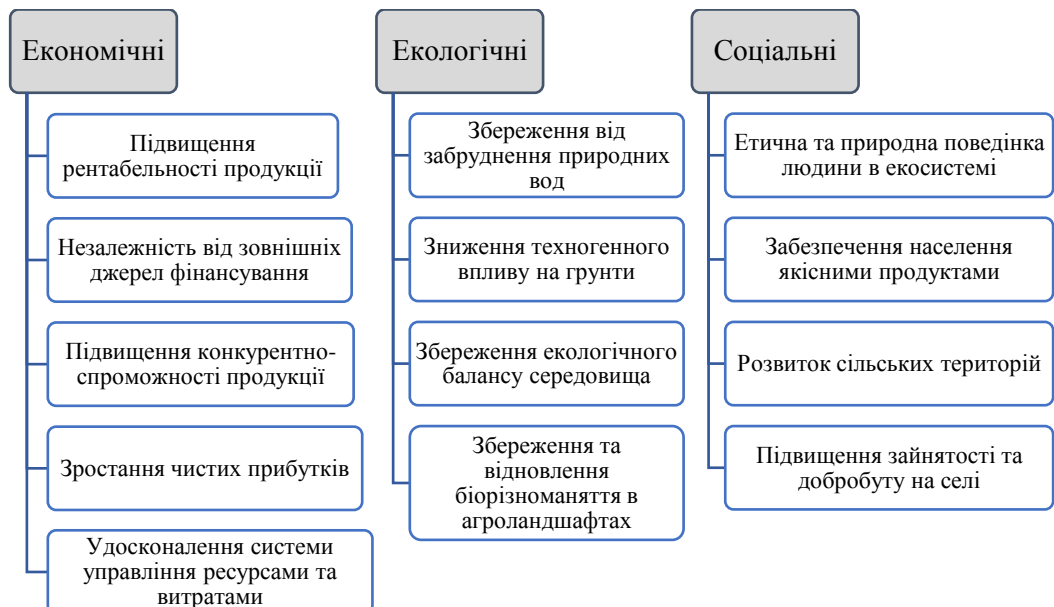 Економічні
Підвищення
рентабельності продукції
Незалежність від зовнішніх
джерел фінансування
Підвищення конкурентно-
спроможності продукції
Зростання чистих прибутків
Удосконалення системи
управління ресурсами та
витратами
Екологічні
Збереження від
забруднення природних
вод
Зниження техногенного
впливу на грунти
Збереження екологічного
балансу середовища
Збереження та
відновлення
біорізноманяття в
агроландшафтах
Соціальні
Етична та природна поведінка
людини в екосистемі
Забезпечення населення
якісними продуктами
Розвиток сільських територій
Підвищення зайнятості та
добробуту на селі